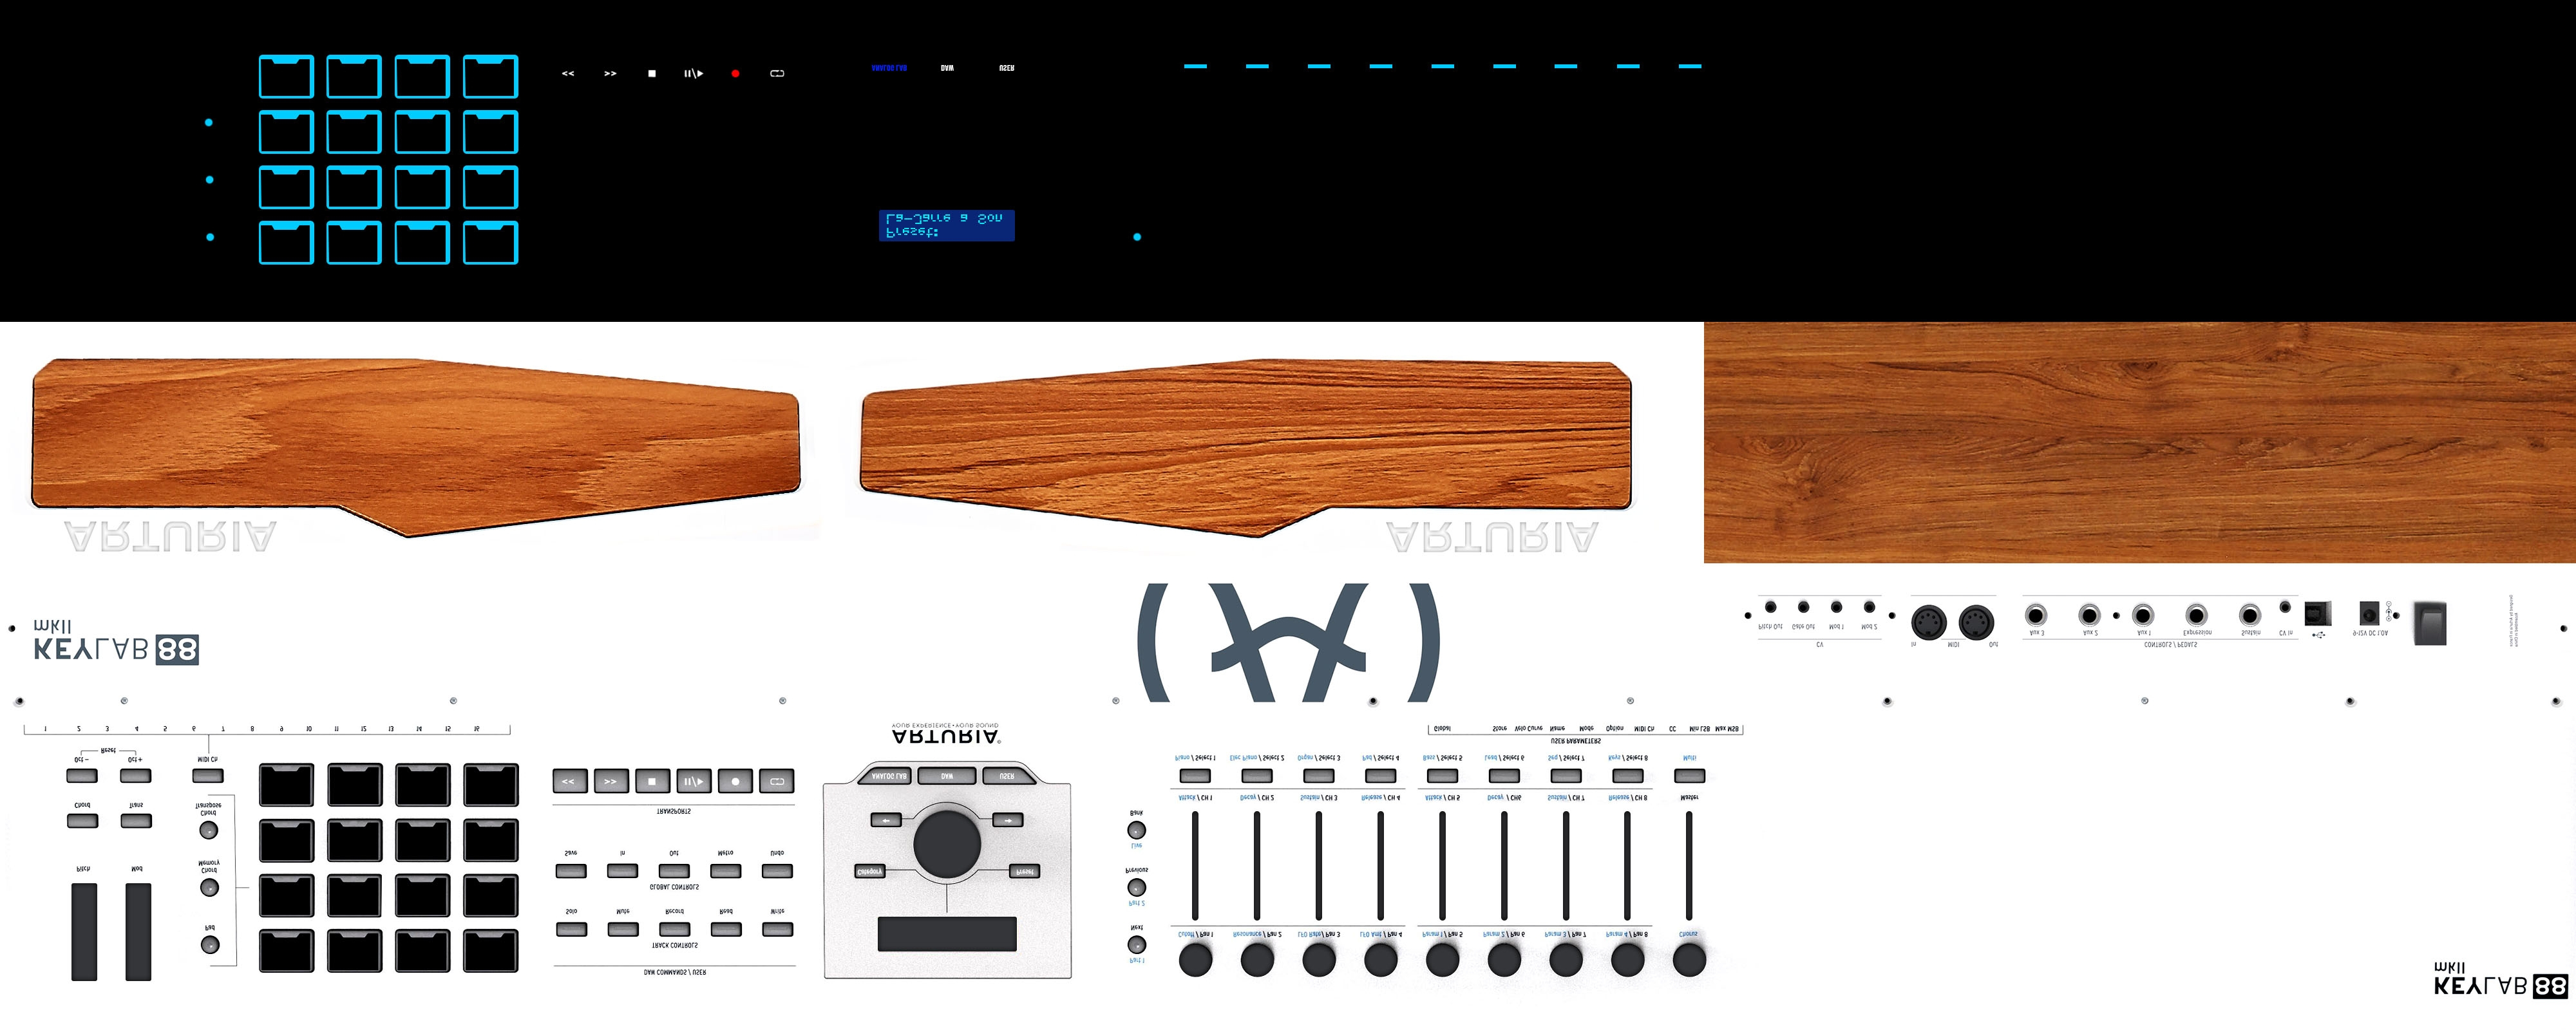 << >> ■ II/▶ ●
ANALOG LAB DAW USER
La-Jarre a Son
Preset:
ARTURIA
ARTURIA
mkII
KEYLAB 88
Pitch Out Gate Out Mod 1 Mod 2
CV
In MIDI Out
Aux 3 Aux 2 Aux 1 Expression Sustain CV In
CONTROLS / PEDALS
9-12V DC 1.0A
1 2 3 4 5 6 7 8 9 10 11 12 13 14 15 16
Reset
Oct - Oct + MIDI Ch
Chord Trans
Chord
Transpose
Chord
Memory
Pad
Pitch Mod
<< >> ■ II/▶ ●
TRANSPORTS
Save In Out Metro Undo
GLOBAL CONTROLS
Solo Mute Record Read Write
TRACK CONTROLS
DAW COMMANDS / USER
YOUR EXPERIENCE • YOUR SOUND
ARTURIA
ANALOG LAB DAW USER
← →
Category Preset
Global Store Velo Curve Name Mode Option MIDI Ch CC Min LSB Max MSB
USER PARAMETERS
Piano / Select 1 Elec Piano / Select 2 Organ / Select 3 Pad / Select 4 Bass / Select 5 Lead / Select 6 Seq / Select 7 Keys / Select 8 Multi
Attack / CH 1 Decay / CH 2 Sustain / CH 3 Release / CH 4 Attack / CH 5 Decay / CH6 Sustain / CH 7 Release / CH 8 Master
Bank
Live
Previous
Part 2
Next
Part 1
Cutoff / Pan 1 Resonance / Pan 2 LFO Rate / Pan 3 LFO Amt / Pan 4 Param 1 / Pan 5 Param 2 / Pan 6 Param 3 / Pan 7 Param 4 / Pan 8 Chorus
mkII
KEYLAB 88